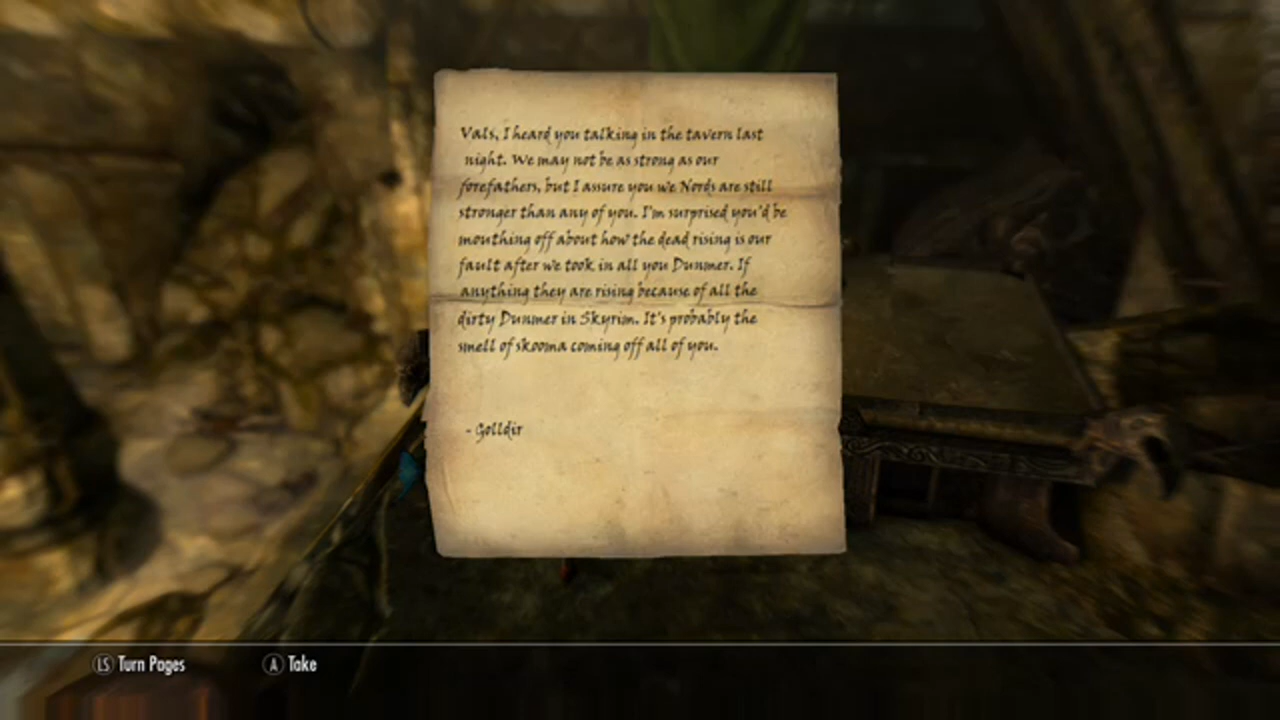 Vals, I heard you talking in the tavern last
night. We may not be as strong as our
forefathers, but I assure you we Nords are still
stronger than any of you. I'm surprised you'd be
mouthing off about how the dead rising is our
fault after we took in all you Dunmer. If
anything they are rising because of all the
dirty Dunmer in Skyrim. It's probably the
smell of skooma coming off all of you.
- Golldir
LS Turn Pages
A Take